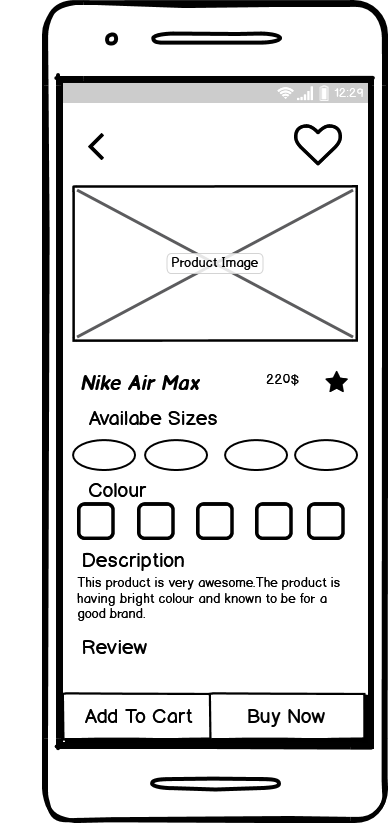 12:29
Product Image
Nike Air Max 220$
Availabe Sizes
Colour
Description
This product is very awesome.The product is
having bright colour and known to be for a
good brand.
Review
Add To Cart Buy Now